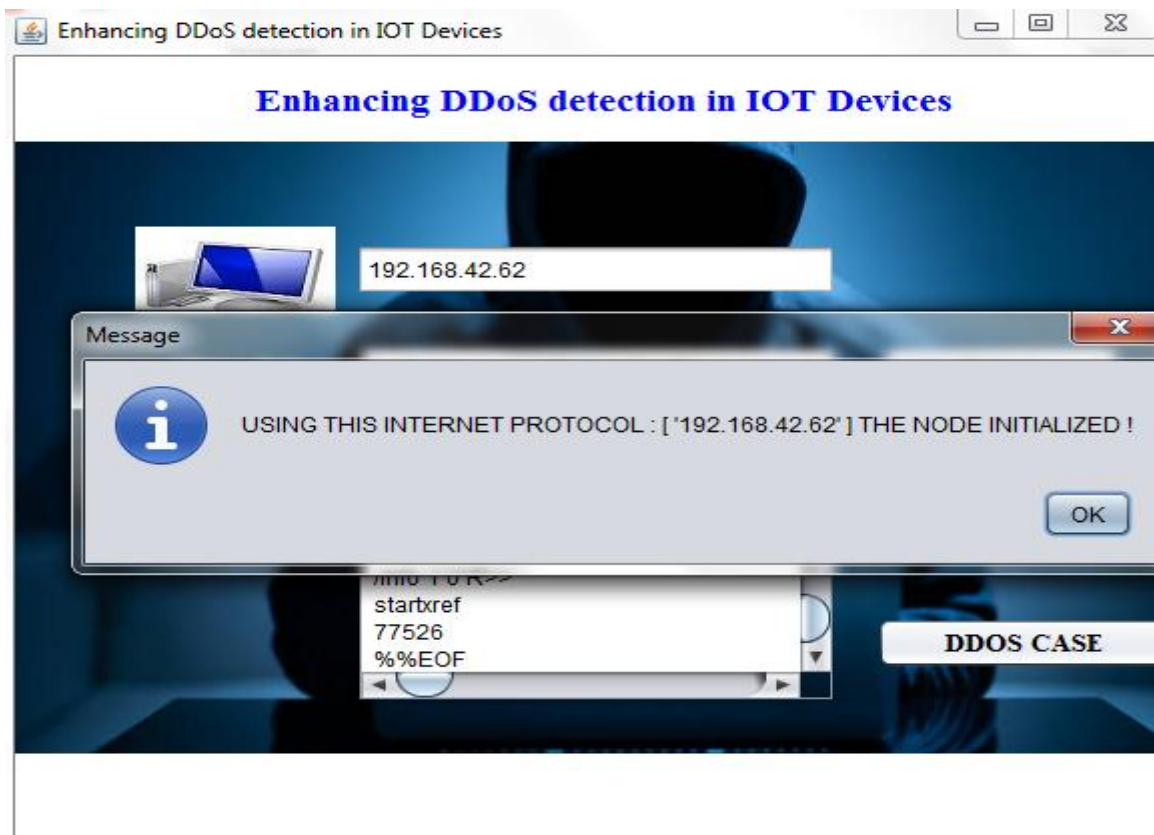 Enhancing DDoS detection in IOT Devices
Enhancing DDoS detection in IOT Devices
192.168.42.62
Message
USING THIS INTERNET PROTOCOL : [ '192.168.42.62' ] THE NODE INITIALIZED !
OK
startxref
77526
%%EOF
DDOS CASE